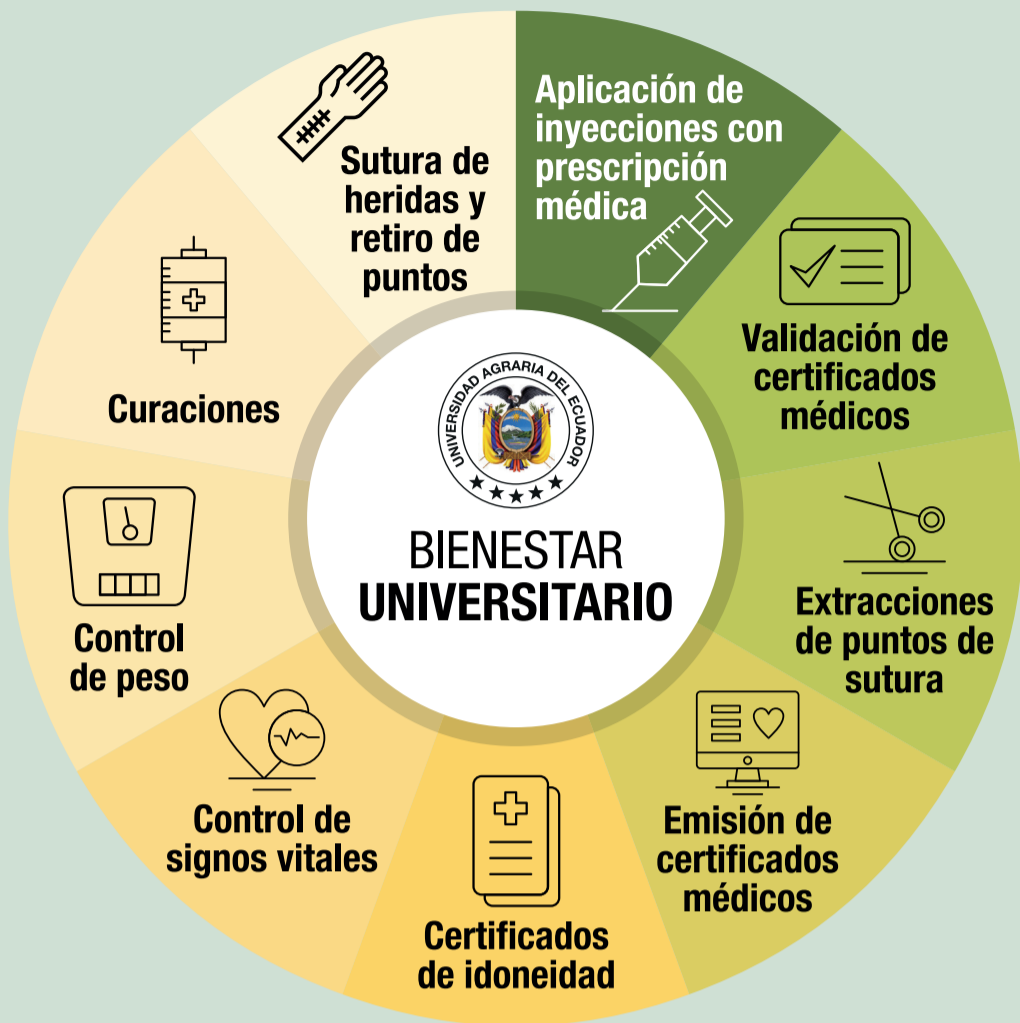 Aplicación de
inyecciones con
prescripción
médica
Validación de
certificados
médicos
Extracciones
de puntos de
sutura
Emisión de
certificados
médicos
Certificados
de idoneidad
Control de
signos vitales
Control
de peso
Curaciones
Sutura de
heridas y
retiro de
puntos
UNIVERSIDAD AGRARIA DEL ECUADOR
BIENESTAR
UNIVERSITARIO